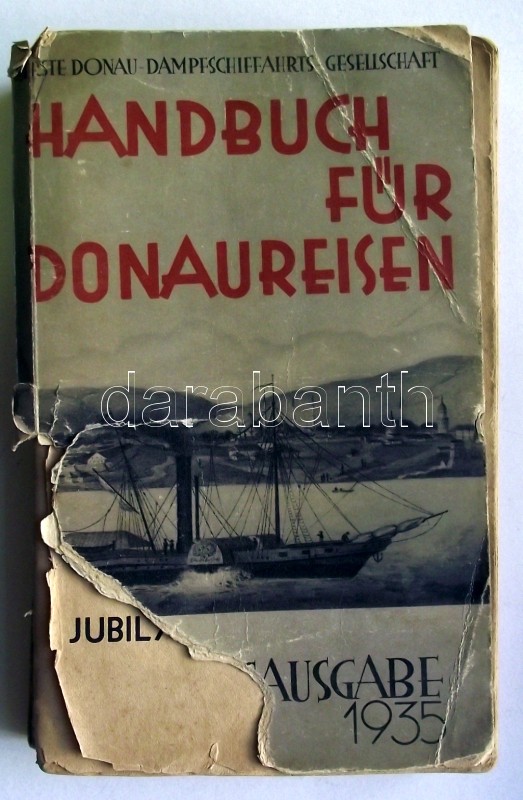 STE DONAU-DAMPFSCHIFFAHRTS-GESELLSCHAFT
HANDBUCH
FÜR
DONAUREISEN
darabanth
JUBIL
AUSGABE
1935